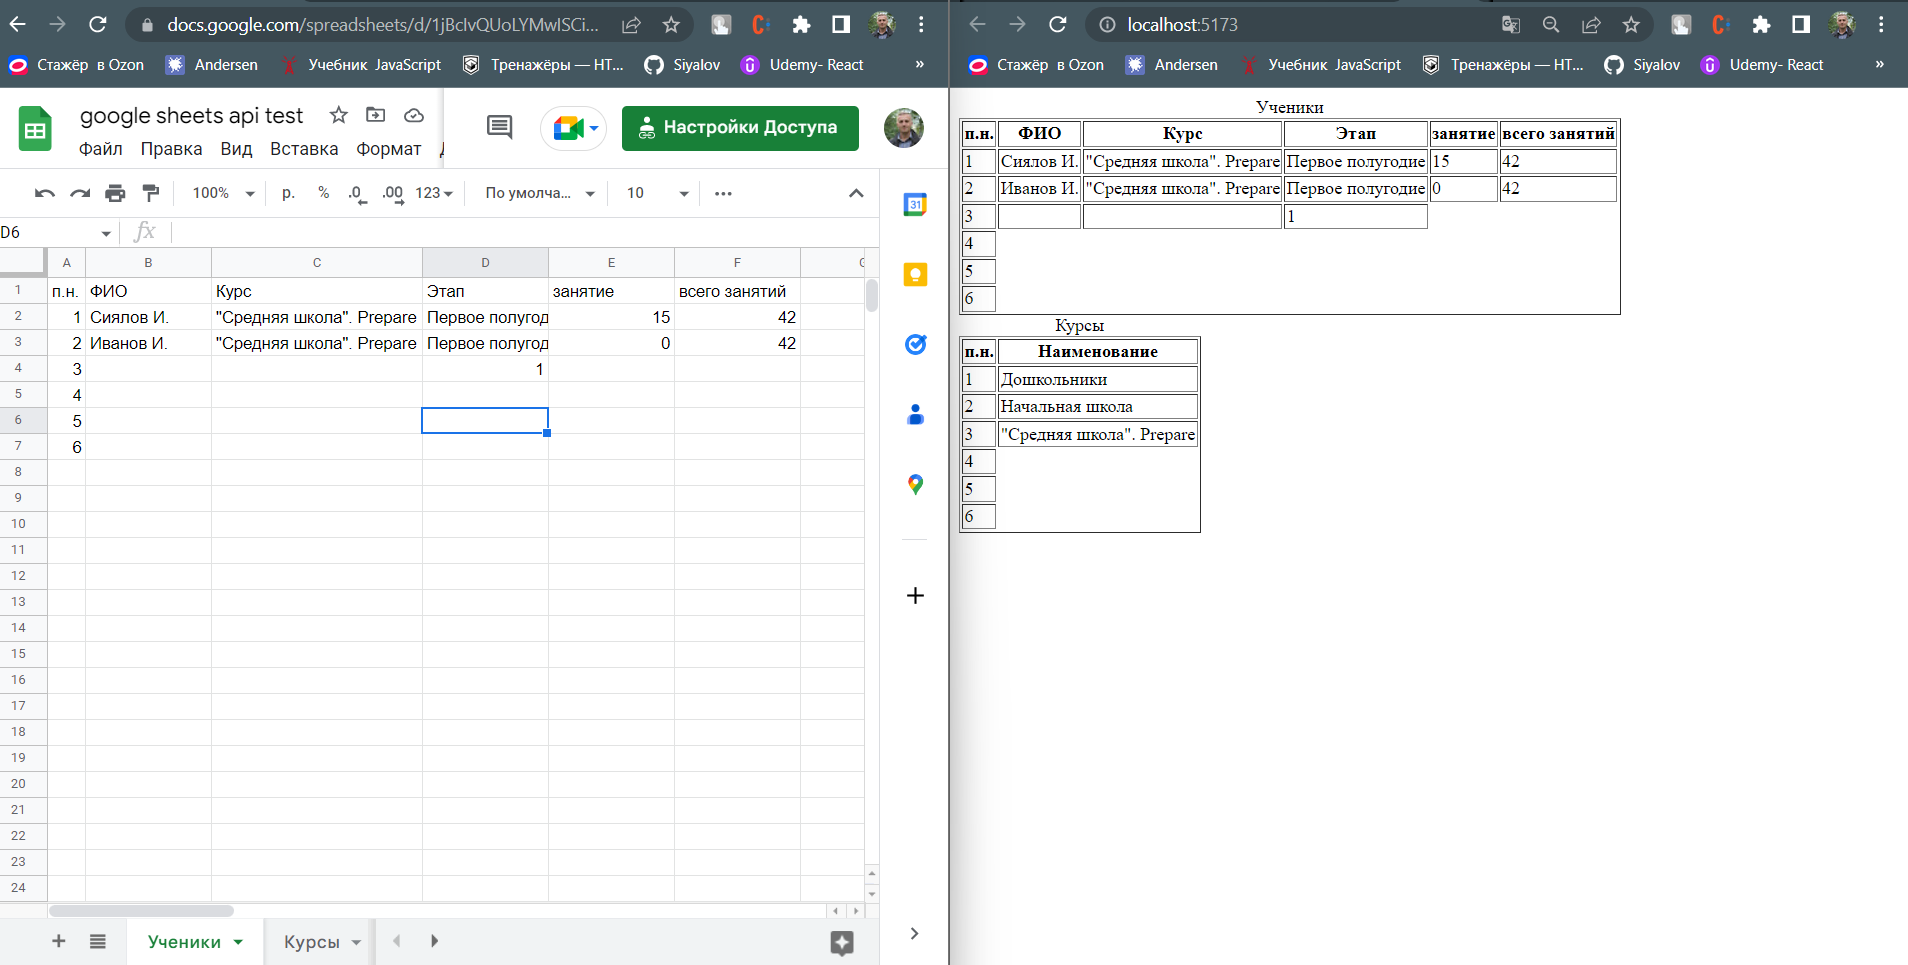 docs.google.com/spreadsheets/d/1jBcIvQUoLYMwISCi...
Стажёр в Ozon Andersen Учебник JavaScript Тренажёры — HT... Siyalov Udemy- React »
google sheets api test
Настройки Доступа
Файл Правка Вид Вставка Формат
100% р. % .0 .00 123 По умолча... 10
D6 fx
A B C D E F
1 п.н. ФИО Курс Этап занятие всего занятий
2 1 Сиялов И. "Средняя школа". Prepare Первое полугод 15 42
3 2 Иванов И. "Средняя школа". Prepare Первое полугод 0 42
4 3 1
5 4
6 5
7 6
8
9
10
11
12
13
14
15
16
17
18
19
20
21
22
23
24
Ученики Курсы
31
localhost:5173
Стажёр в Ozon Andersen Учебник JavaScript Тренажёры — HT... Siyalov Udemy- React »
Ученики
п.н. ФИО Курс Этап занятие всего занятий
1 Сиялов И. "Средняя школа". Prepare Первое полугодие 15 42
2 Иванов И. "Средняя школа". Prepare Первое полугодие 0 42
3 1
4
5
6
Курсы
п.н. Наименование
1 Дошкольники
2 Начальная школа
3 "Средняя школа". Prepare
4
5
6